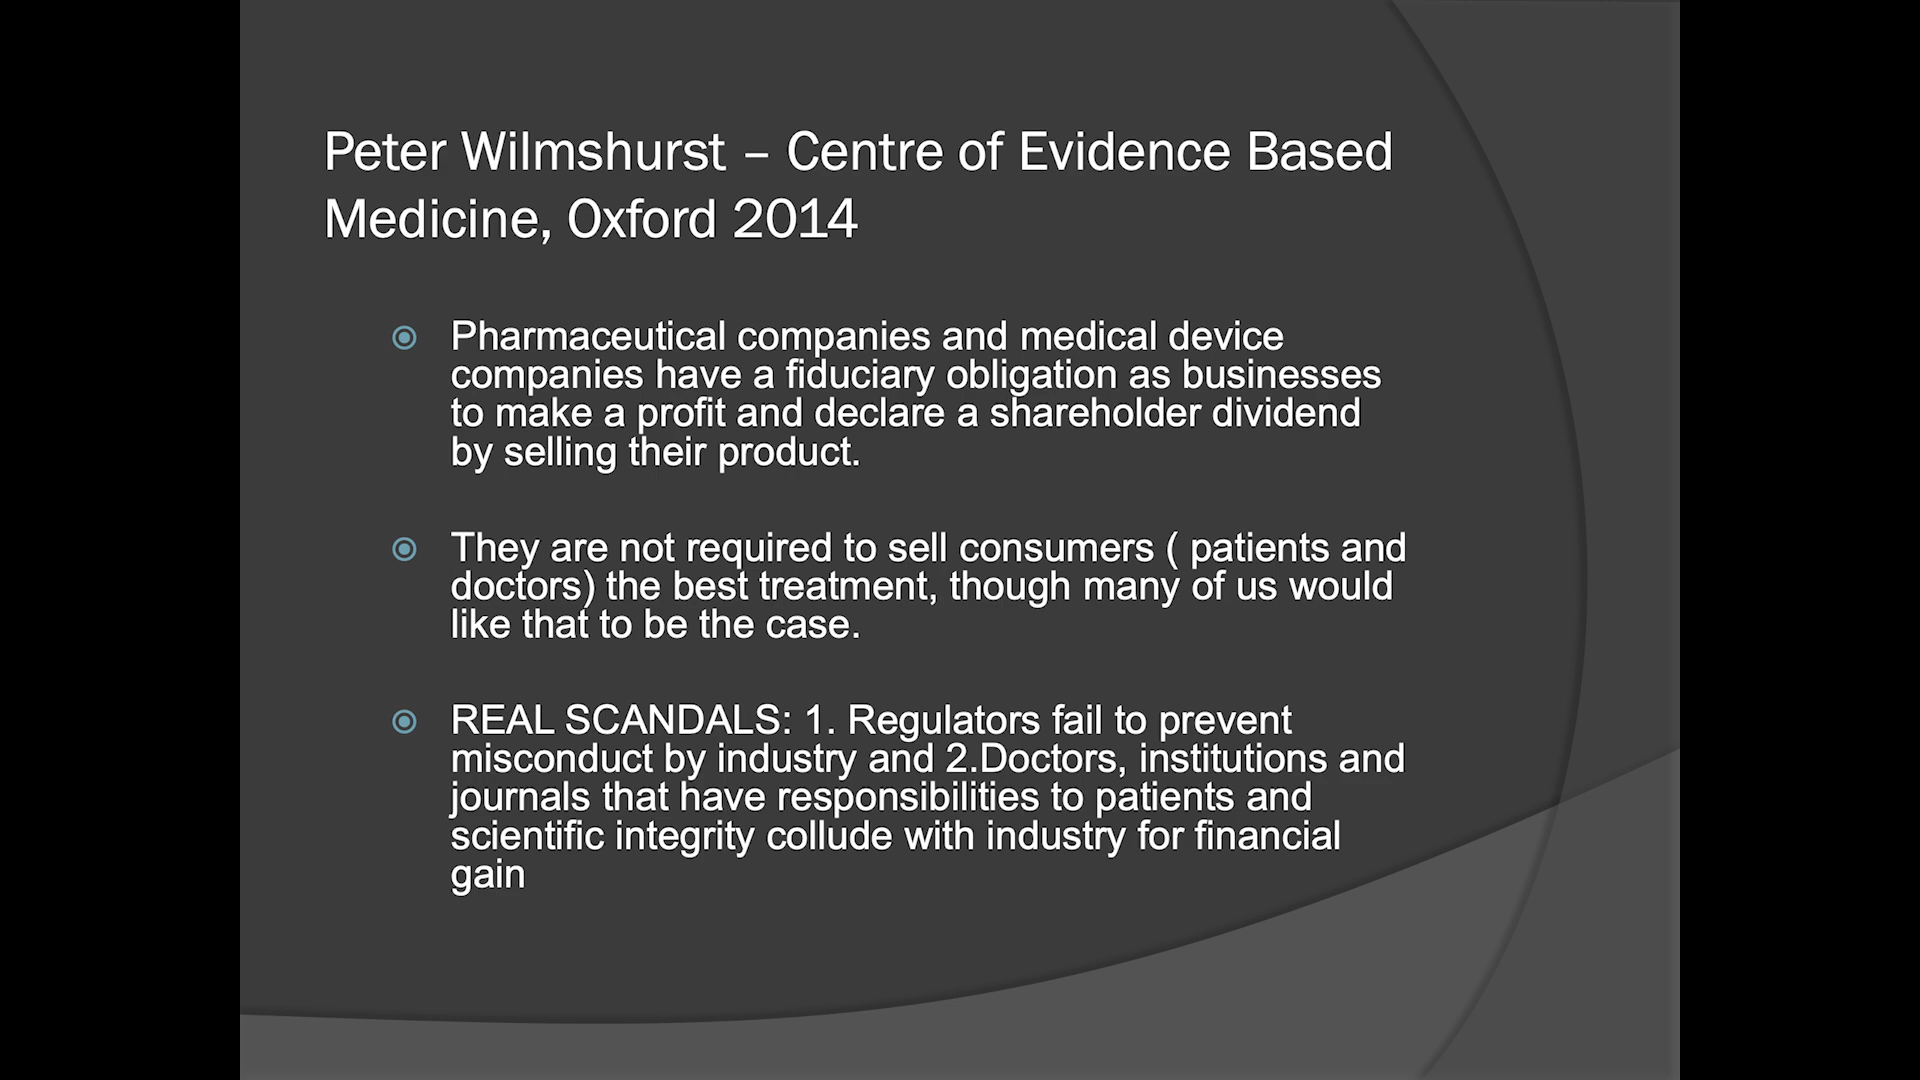 Peter Wilmshurst – Centre of Evidence Based
Medicine, Oxford 2014
Pharmaceutical companies and medical device
companies have a fiduciary obligation as businesses
to make a profit and declare a shareholder dividend
by selling their product.
They are not required to sell consumers ( patients and
doctors) the best treatment, though many of us would
like that to be the case.
REAL SCANDALS: 1. Regulators fail to prevent
misconduct by industry and 2.Doctors, institutions and
journals that have responsibilities to patients and
scientific integrity collude with industry for financial
gain